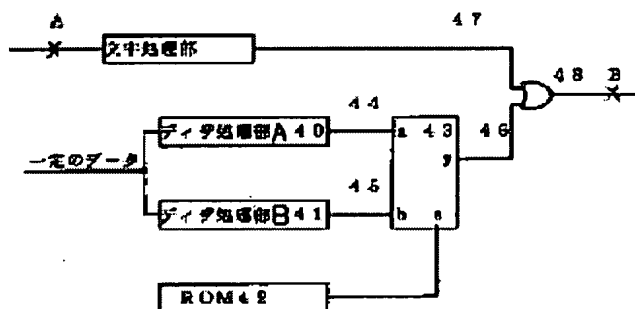 A
文字処理部
47
48 B
44
ディザ処理部A 40
a 43
46
y
一定のデータ
45
ディザ処理部B 41
b s
ROM42